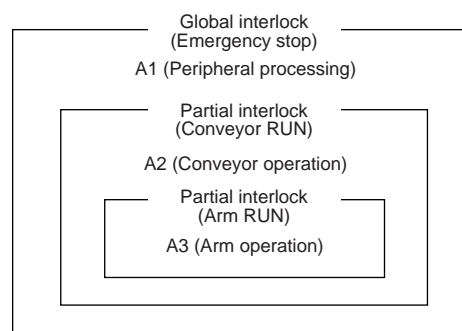 Global interlock
(Emergency stop)
A1 (Peripheral processing)
Partial interlock
(Conveyor RUN)
A2 (Conveyor operation)
Partial interlock
(Arm RUN)
A3 (Arm operation)